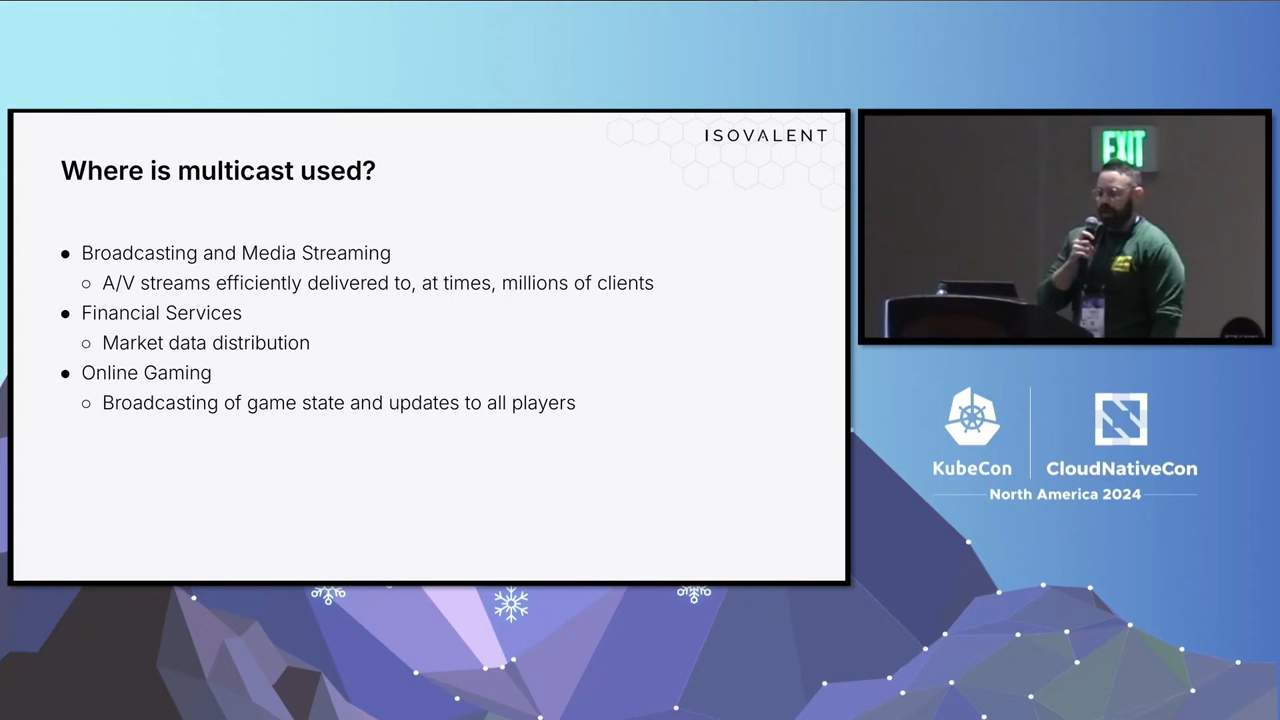 ISOVALENT
Where is multicast used?
● Broadcasting and Media Streaming
○ A/V streams efficiently delivered to, at times, millions of clients
● Financial Services
○ Market data distribution
● Online Gaming
○ Broadcasting of game state and updates to all players
EXIT
KubeCon
CloudNativeCon
North America 2024